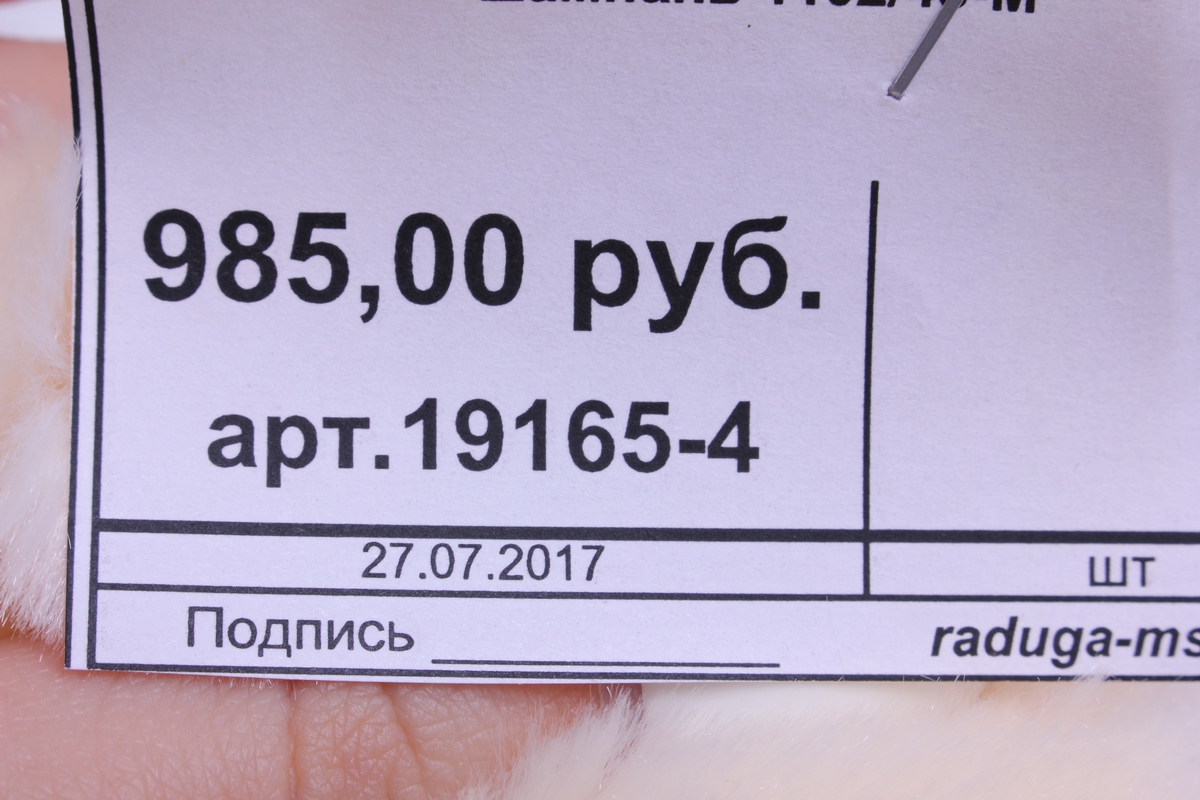 985,00 руб.
арт.19165-4
27.07.2017
шт
Подпись
raduga-ms